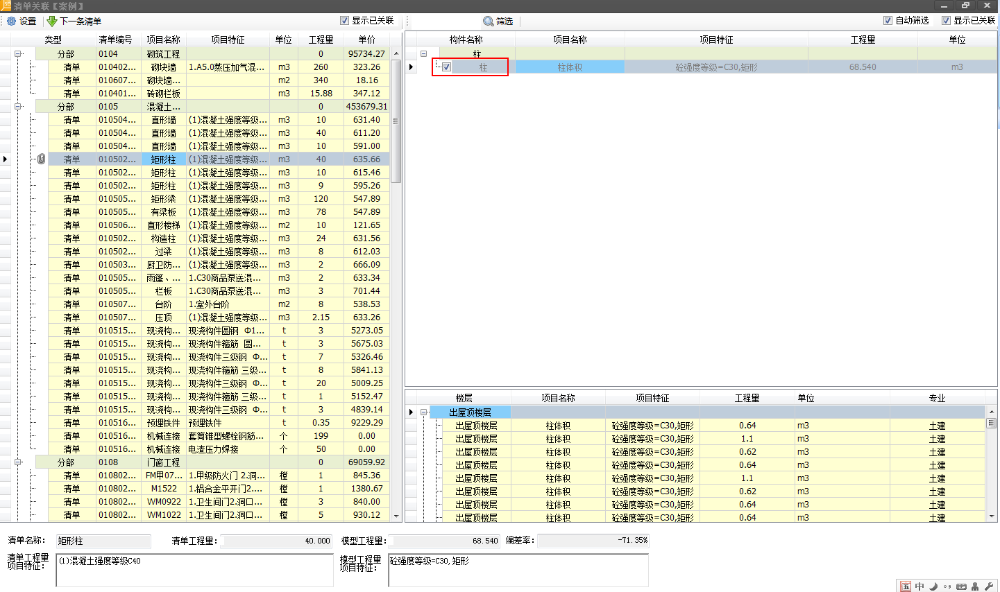 清单关联【案例】
设置 下一条清单 显示已关联 筛选 自动筛选 显示已关联
类型 清单编号 项目名称 项目特征 单位 工程量 单价
分部 0104 砌筑工程 0 95734.27
清单 010402... 砌块墙 1.A5.0蒸压加气混... m3 260 323.26
清单 010607... 砌块墙... m2 340 18.16
清单 010401... 砖砌栏板 m3 15.88 347.12
分部 0105 混凝土... 0 453679.31
清单 010504... 直形墙 (1)混凝土强度等级... m3 10 631.40
清单 010504... 直形墙 (1)混凝土强度等级... m3 40 611.20
清单 010504... 直形墙 (1)混凝土强度等级... m3 10 591.00
清单 010502... 矩形柱 (1)混凝土强度等级... m3 40 635.66
清单 010502... 矩形柱 (1)混凝土强度等级... m3 10 615.46
清单 010502... 矩形柱 (1)混凝土强度等级... m3 9 595.26
清单 010505... 矩形梁 (1)混凝土强度等级... m3 120 547.89
清单 010505... 有梁板 (1)混凝土强度等级... m3 78 547.89
清单 010506... 直形楼梯 (1)混凝土强度等级... m2 10 121.65
清单 010502... 构造柱 (1)混凝土强度等级... m3 24 631.56
清单 010502... 过梁 (1)混凝土强度等级... m3 8 612.03
清单 010503... 厨卫防... (1)混凝土强度等级... m3 2 666.09
清单 010505... 雨蓬、... 1.C30商品泵送混... m3 2 633.34
清单 010505... 栏板 1.C30商品泵送混... m3 3 701.44
清单 010507... 台阶 1.室外台阶 m2 8 538.53
清单 010507... 压顶 (1)混凝土强度等级... m3 2.15 633.26
清单 010515... 现浇构... 现浇构件圆钢 Φ1... t 3 5273.05
清单 010515... 现浇构... 现浇构件箍筋 圆... t 3 5675.03
清单 010515... 现浇构... 现浇构件三级钢 Φ... t 7 5326.46
清单 010515... 现浇构... 现浇构件箍筋 三级... t 8 5841.13
清单 010515... 现浇构... 现浇构件三级钢 Φ... t 20 5009.25
清单 010515... 现浇构... 现浇构件箍筋 三级... t 1 5152.47
清单 010515... 现浇构... 现浇构件三级钢 Φ... t 3 4839.14
清单 010516... 预埋铁件 预埋铁件 t 0.35 9229.29
清单 010516... 机械连接 套筒锥型螺栓钢筋... 个 199 0.00
清单 010516... 机械连接 电渣压力焊接 个 50 0.00
分部 0108 门窗工程 0 69059.92
清单 010802... FM甲07... 1.甲级防火门 2.洞... 樘 1 845.36
清单 010802... M1522 1.铝合金平开门2.... 樘 1 1380.67
清单 010802... WM0922 1.卫生间门2.洞口... 樘 3 840.00
清单 010802... WM1022 1.卫生间门2.洞口... 樘 5 930.12
构件名称 项目名称 项目特征 工程量 单位
柱
柱 柱体积 砼强度等级=C30,矩形 68.540 m3
楼层 项目名称 项目特征 工程量 单位 专业
出屋顶楼层
出屋顶楼层 柱体积 砼强度等级=C30,矩形 0.64 m3 土建
出屋顶楼层 柱体积 砼强度等级=C30,矩形 1.1 m3 土建
出屋顶楼层 柱体积 砼强度等级=C30,矩形 0.62 m3 土建
出屋顶楼层 柱体积 砼强度等级=C30,矩形 0.64 m3 土建
出屋顶楼层 柱体积 砼强度等级=C30,矩形 1.1 m3 土建
出屋顶楼层 柱体积 砼强度等级=C30,矩形 0.62 m3 土建
出屋顶楼层 柱体积 砼强度等级=C30,矩形 0.64 m3 土建
出屋顶楼层 柱体积 砼强度等级=C30,矩形 0.64 m3 土建
清单名称: 矩形柱 清单工程量: 40.000 模型工程量: 68.540 偏差率: -71.35%
清单工程量
项目特征: (1)混凝土强度等级C40
模型工程量
项目特征: 砼强度等级=C30,矩形
五 中